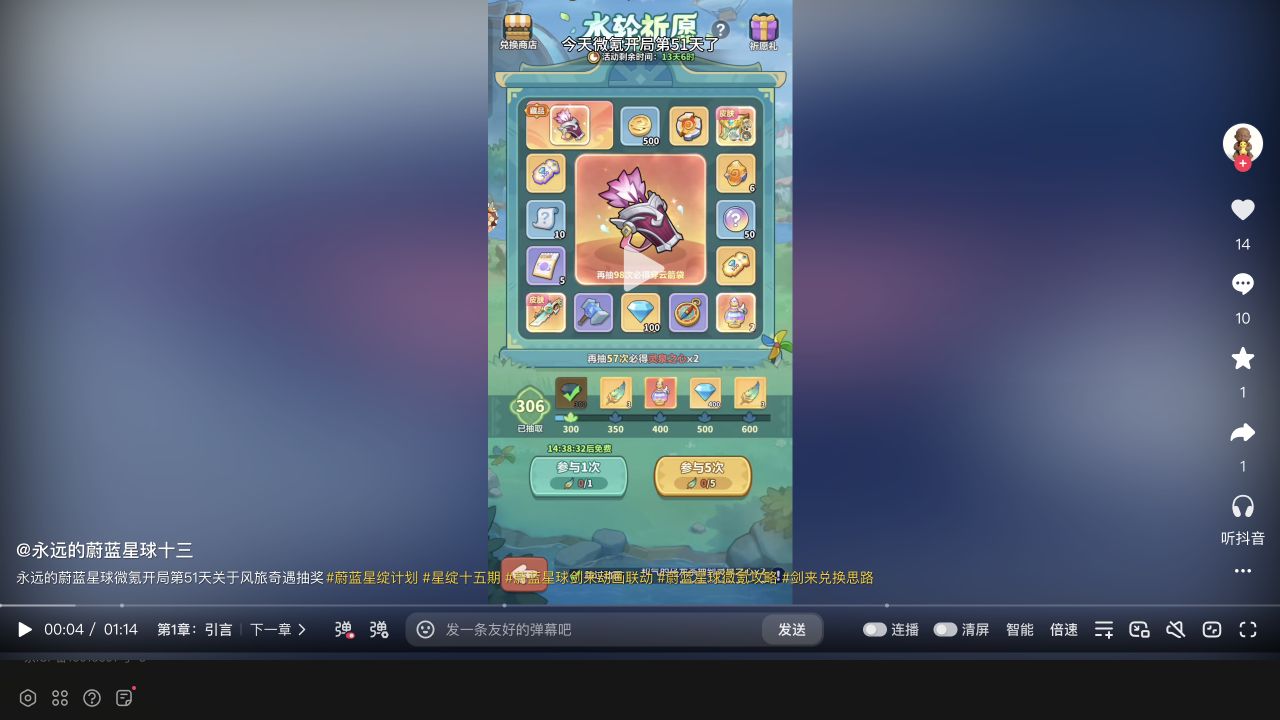 水轮祈愿
?
兑换商店
祈愿礼
今天微氪开局第51天了
活动剩余时间：13天6时
藏品
500
皮肤
6
10
50
5
再抽98次必得穿云箭袋
皮肤
100
2
再抽57次必得灵泉之心x2
306
已抽取
300
3
400
3
300
350
400
500
600
14:38:32后免费
参与1次
0/1
参与5次
0/5
14
10
1
1
听抖音
@永远的蔚蓝星球十三
永远的蔚蓝星球微氪开局第51天关于风旅奇遇抽奖#蔚蓝星绽计划 #星绽十五期 #蔚蓝星球剑来动画联动 #蔚蓝星球微氪攻略 #剑来兑换思路
00:04 / 01:14
第1章：引言
下一章
弹
弹
发一条友好的弹幕吧
发送
连播
清屏
智能
倍速